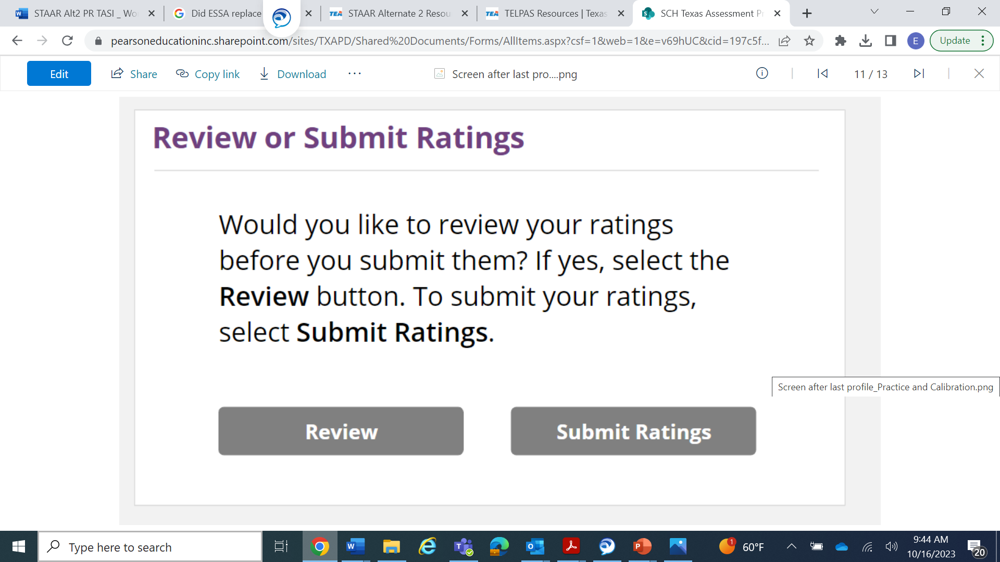 STAAR Alt2 PR TASI _ Wo
Did ESSA replace
TEA STAAR Alternate 2 Resou
TEA TELPAS Resources | Texas
SCH Texas Assessment P
pearsoneducationinc.sharepoint.com/sites/TXAPD/Shared%20Documents/Forms/AllItems.aspx?csf=1&web=1&e=v69hUC&cid=197c5f...
E
Update
Edit
Share
Copy link
Download
...
Screen after last pro....png
11 / 13
Review or Submit Ratings
Would you like to review your ratings
before you submit them? If yes, select the
Review button. To submit your ratings,
select Submit Ratings.
Screen after last profile_Practice and Calibration.png
Review
Submit Ratings
Type here to search
1
60°F
9:44 AM
10/16/2023
20